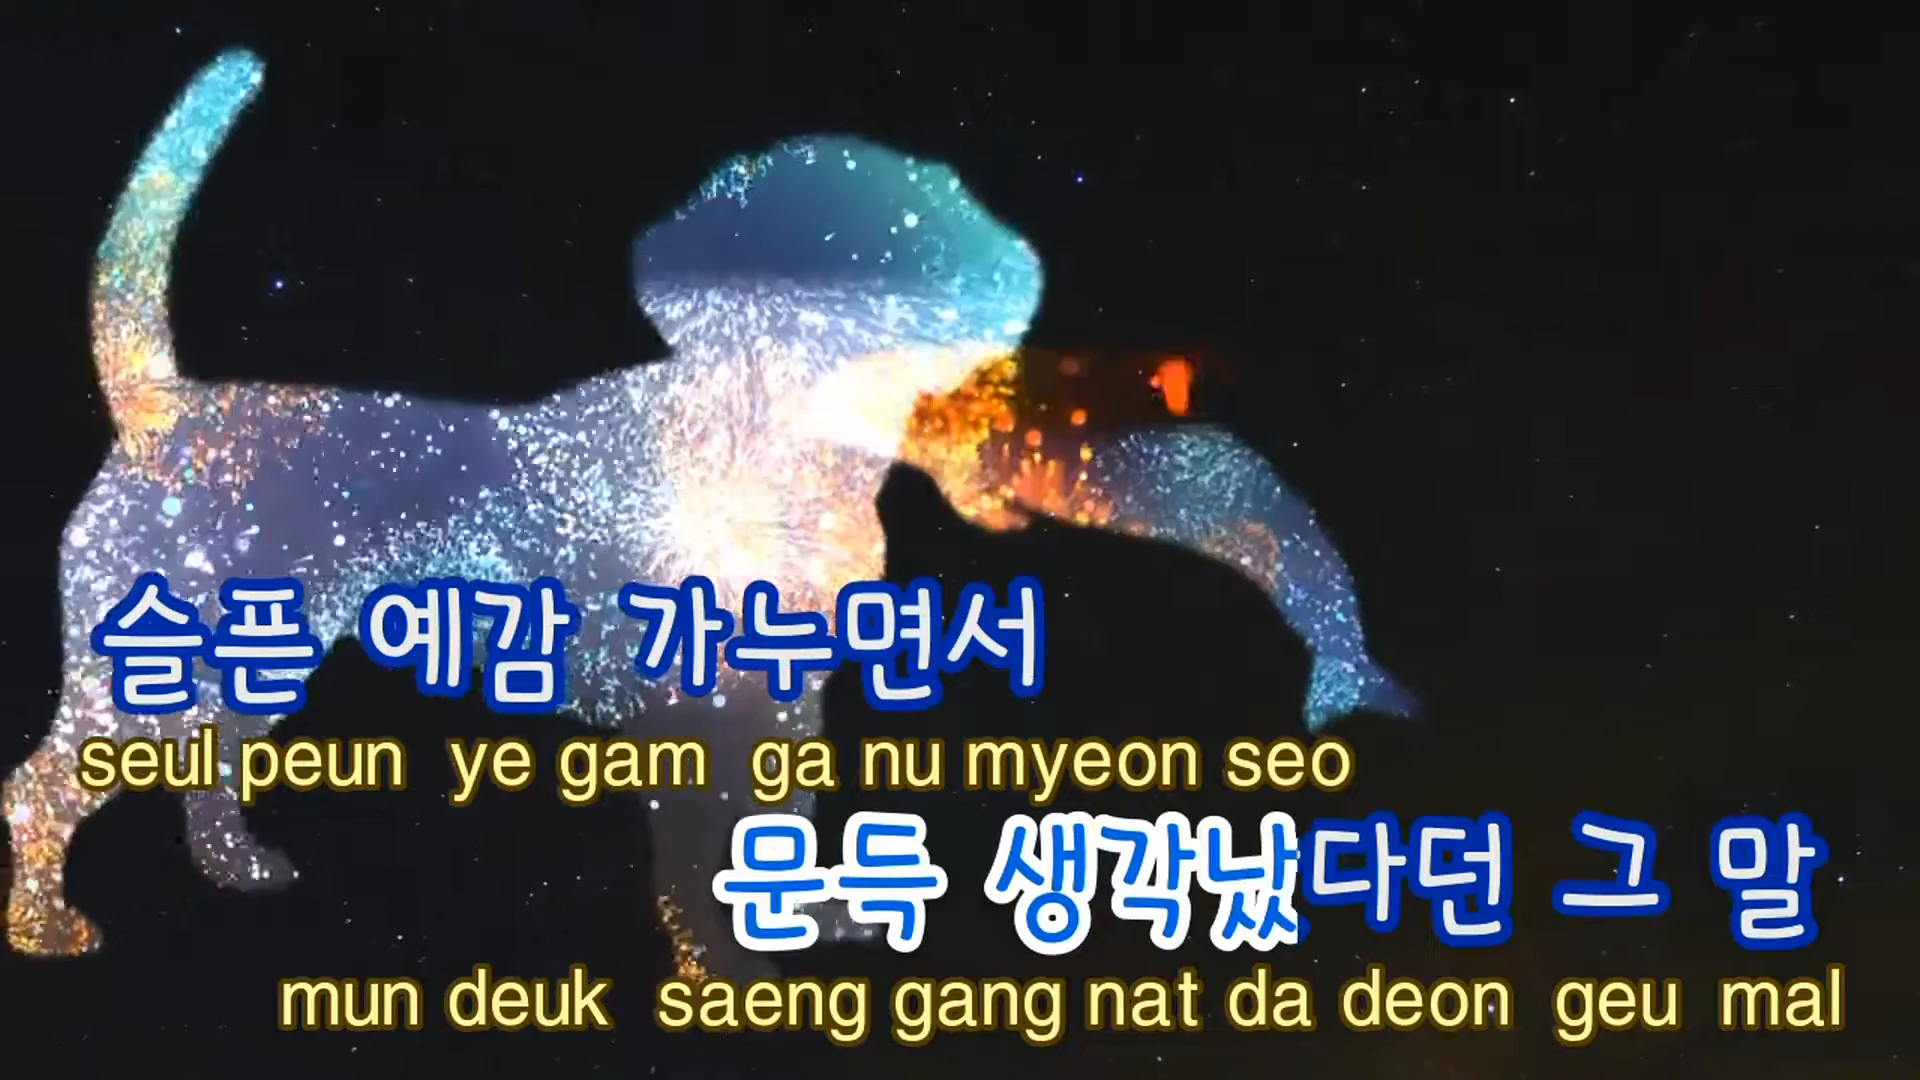 슬픈 예감 가누면서
seul peun ye gam ga nu myeon seo
문득 생각났다던 그 말
mun deuk saeng gang nat da deon geu mal